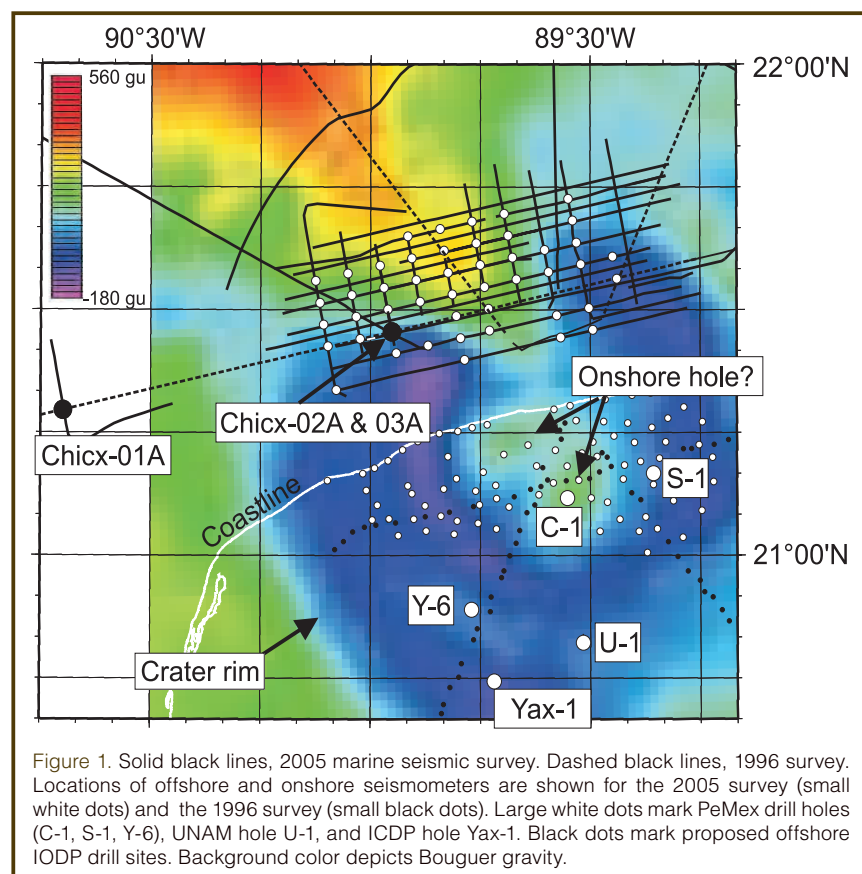 90°30'W 89°30'W
560 gu
22°00'N
-180 gu
Onshore hole?
Chicx-02A & 03A
Chicx-01A
S-1
Coastline
C-1
21°00'N
Y-6
U-1
Crater rim
Yax-1
Figure 1. Solid black lines, 2005 marine seismic survey. Dashed black lines, 1996 survey.
Locations of offshore and onshore seismometers are shown for the 2005 survey (small
white dots) and the 1996 survey (small black dots). Large white dots mark PeMex drill holes
(C-1, S-1, Y-6), UNAM hole U-1, and ICDP hole Yax-1. Black dots mark proposed offshore
IODP drill sites. Background color depicts Bouguer gravity.